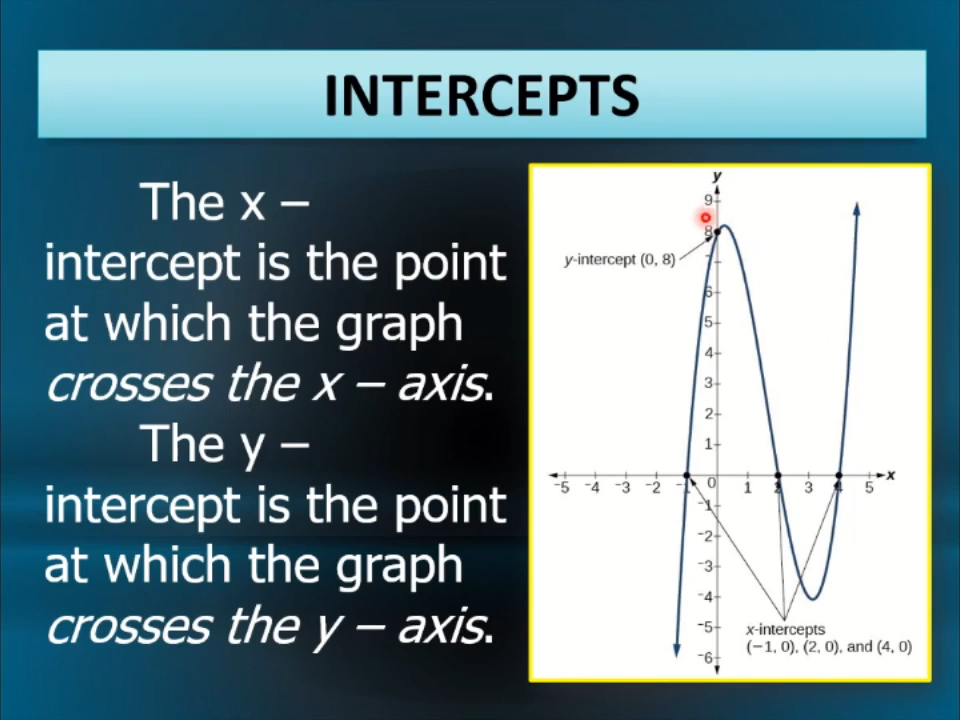 INTERCEPTS
The x –
intercept is the point
at which the graph
crosses the x – axis.
The y –
intercept is the point
at which the graph
crosses the y – axis.
y
9
8
y-intercept (0, 8)
7
6
5
4
3
2
1
x
-5 -4 -3 -2 -1 0 1 2 3 4 5
-1
-2
-3
-4
-5
-6
x-intercepts
(−1, 0), (2, 0), and (4, 0)